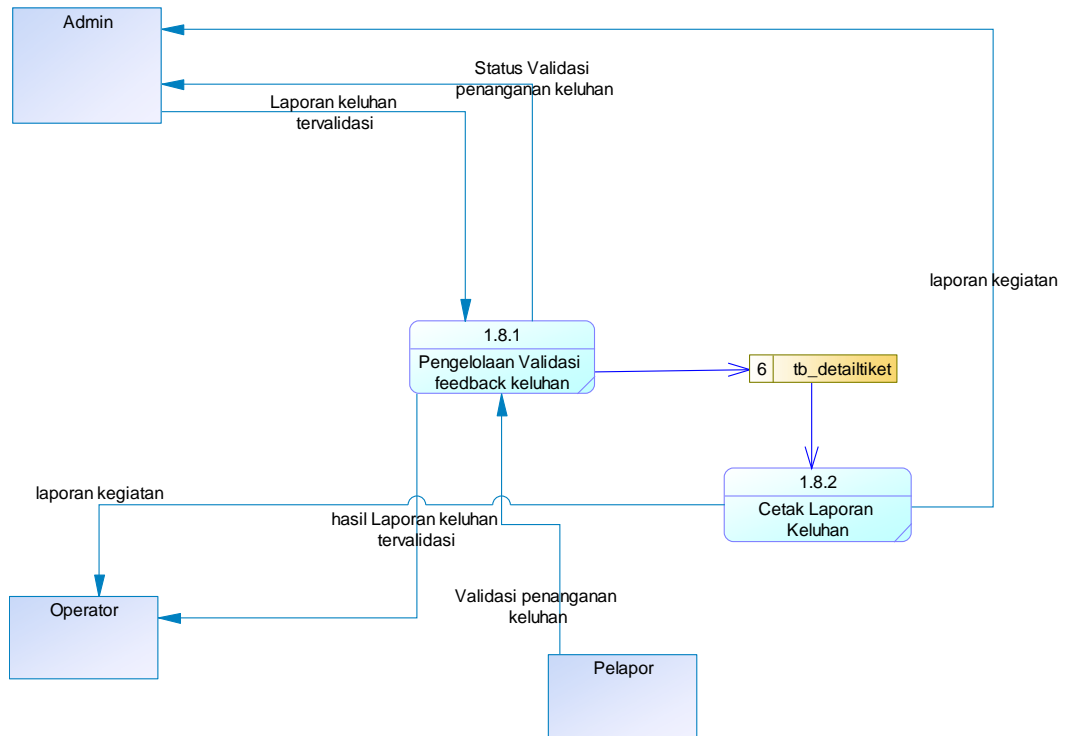 Admin
Status Validasi
penanganan keluhan
Laporan keluhan
tervalidasi
laporan kegiatan
1.8.1
Pengelolaan Validasi
feedback keluhan
6 tb_detailtiket
1.8.2
Cetak Laporan
Keluhan
laporan kegiatan
hasil Laporan keluhan
tervalidasi
Validasi penanganan
keluhan
Operator
Pelapor